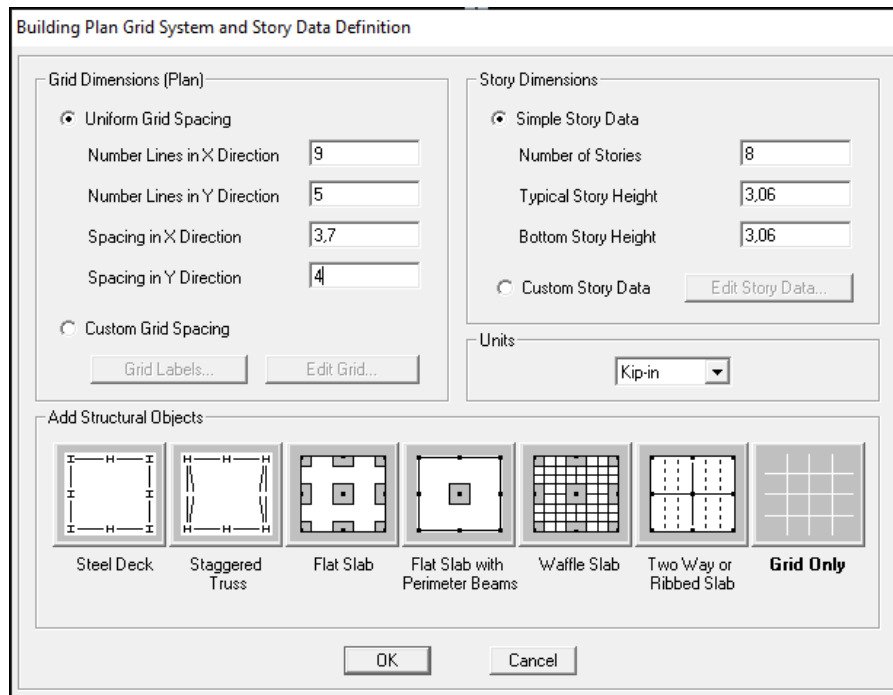 Building Plan Grid System and Story Data Definition
Grid Dimensions (Plan)
Uniform Grid Spacing
Number Lines in X Direction 9
Number Lines in Y Direction 5
Spacing in X Direction 3,7
Spacing in Y Direction 4
Custom Grid Spacing
Grid Labels... Edit Grid...
Story Dimensions
Simple Story Data
Number of Stories 8
Typical Story Height 3,06
Bottom Story Height 3,06
Custom Story Data Edit Story Data...
Units
Kip-in
Add Structural Objects
Steel Deck
Staggered
Truss
Flat Slab
Flat Slab with
Perimeter Beams
Waffle Slab
Two Way or
Ribbed Slab
Grid Only
OK Cancel